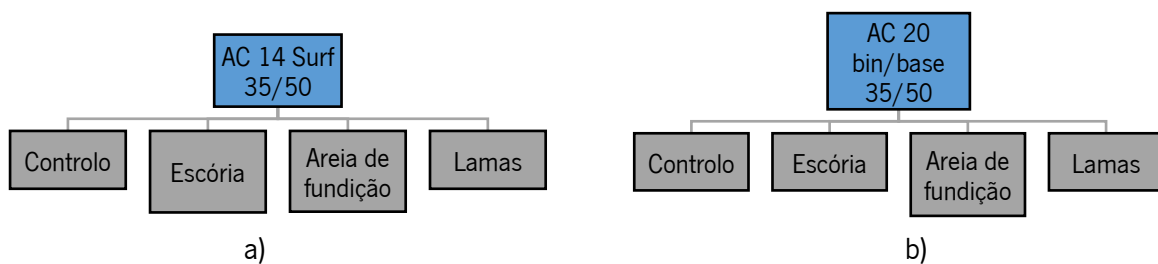 AC 14 Surf
35/50
Controlo
Escória
Areia de
fundição
Lamas
a)
AC 20
bin/base
35/50
Controlo
Escória
Areia de
fundição
Lamas
b)